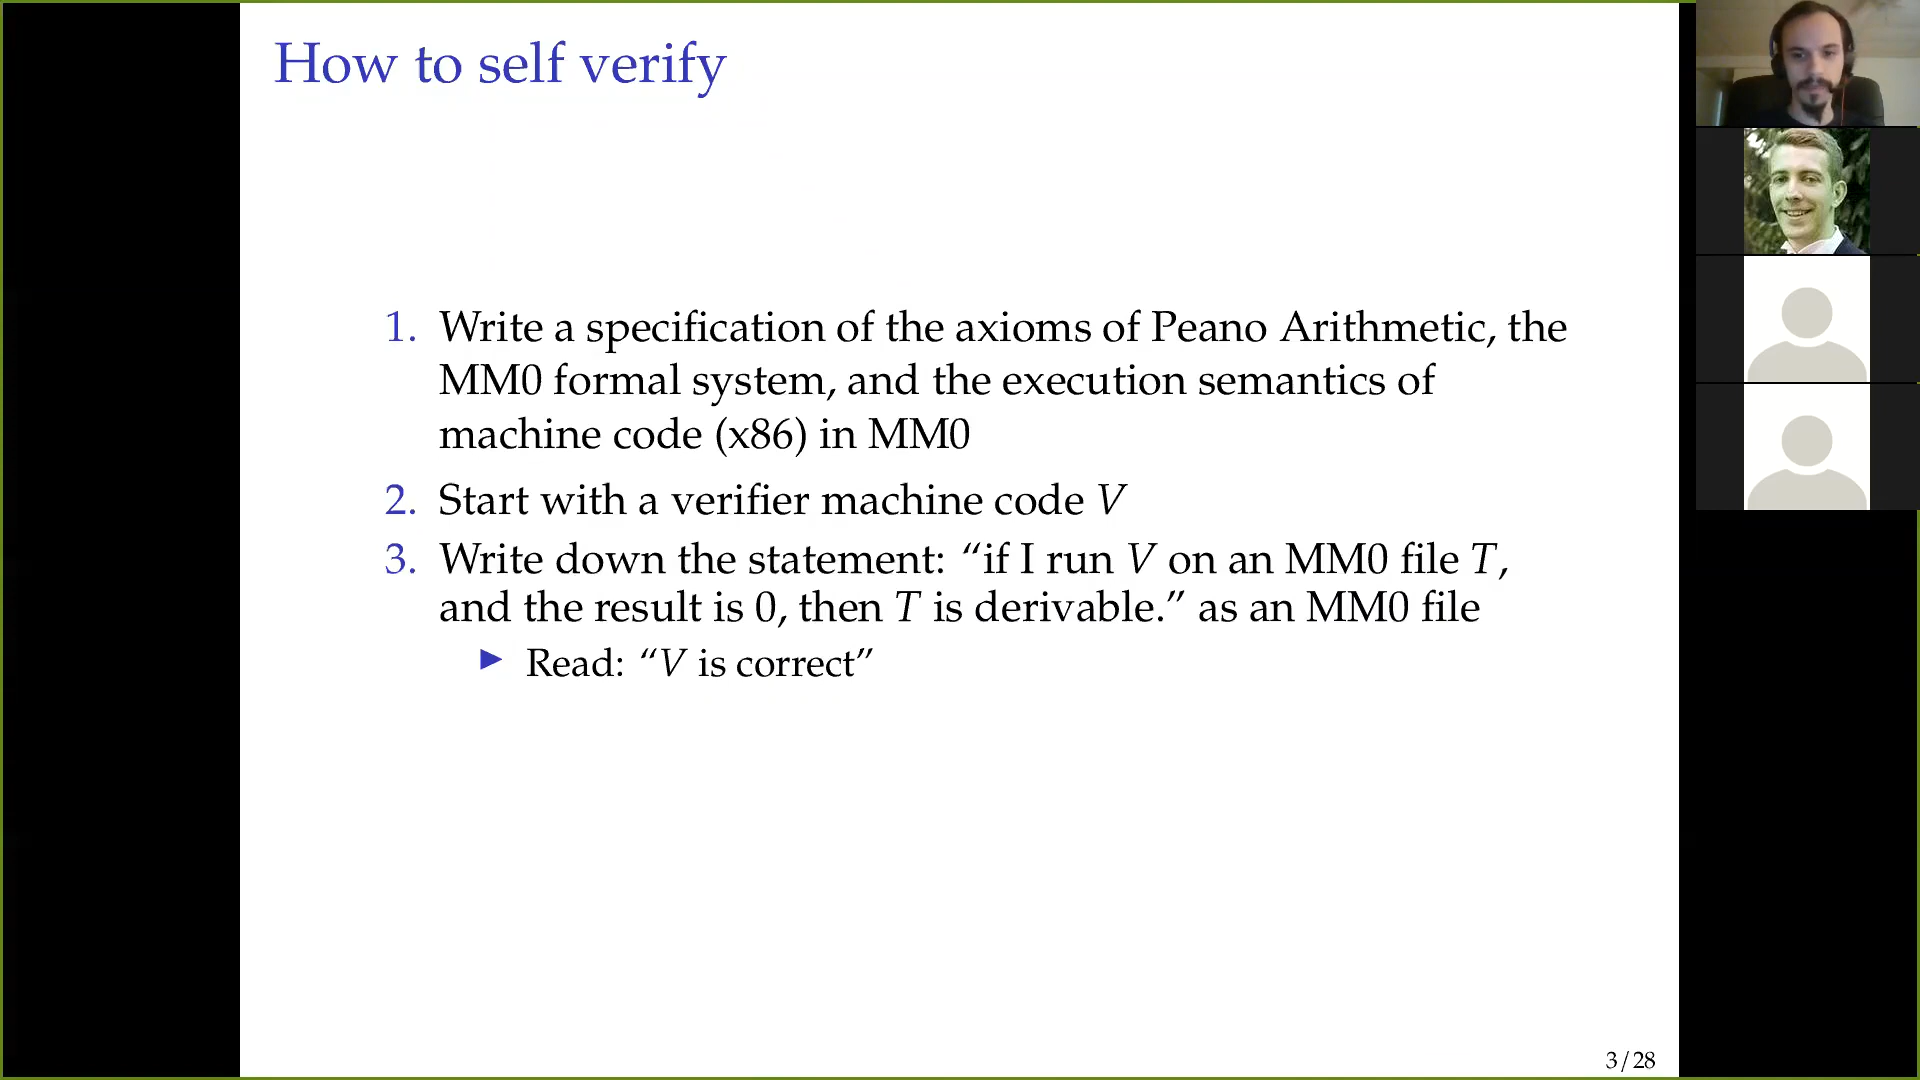 How to self verify
1. Write a specification of the axioms of Peano Arithmetic, the
MM0 formal system, and the execution semantics of
machine code (x86) in MM0
2. Start with a verifier machine code V
3. Write down the statement: “if I run V on an MM0 file T,
and the result is 0, then T is derivable.” as an MM0 file
▶ Read: “V is correct”
3/28